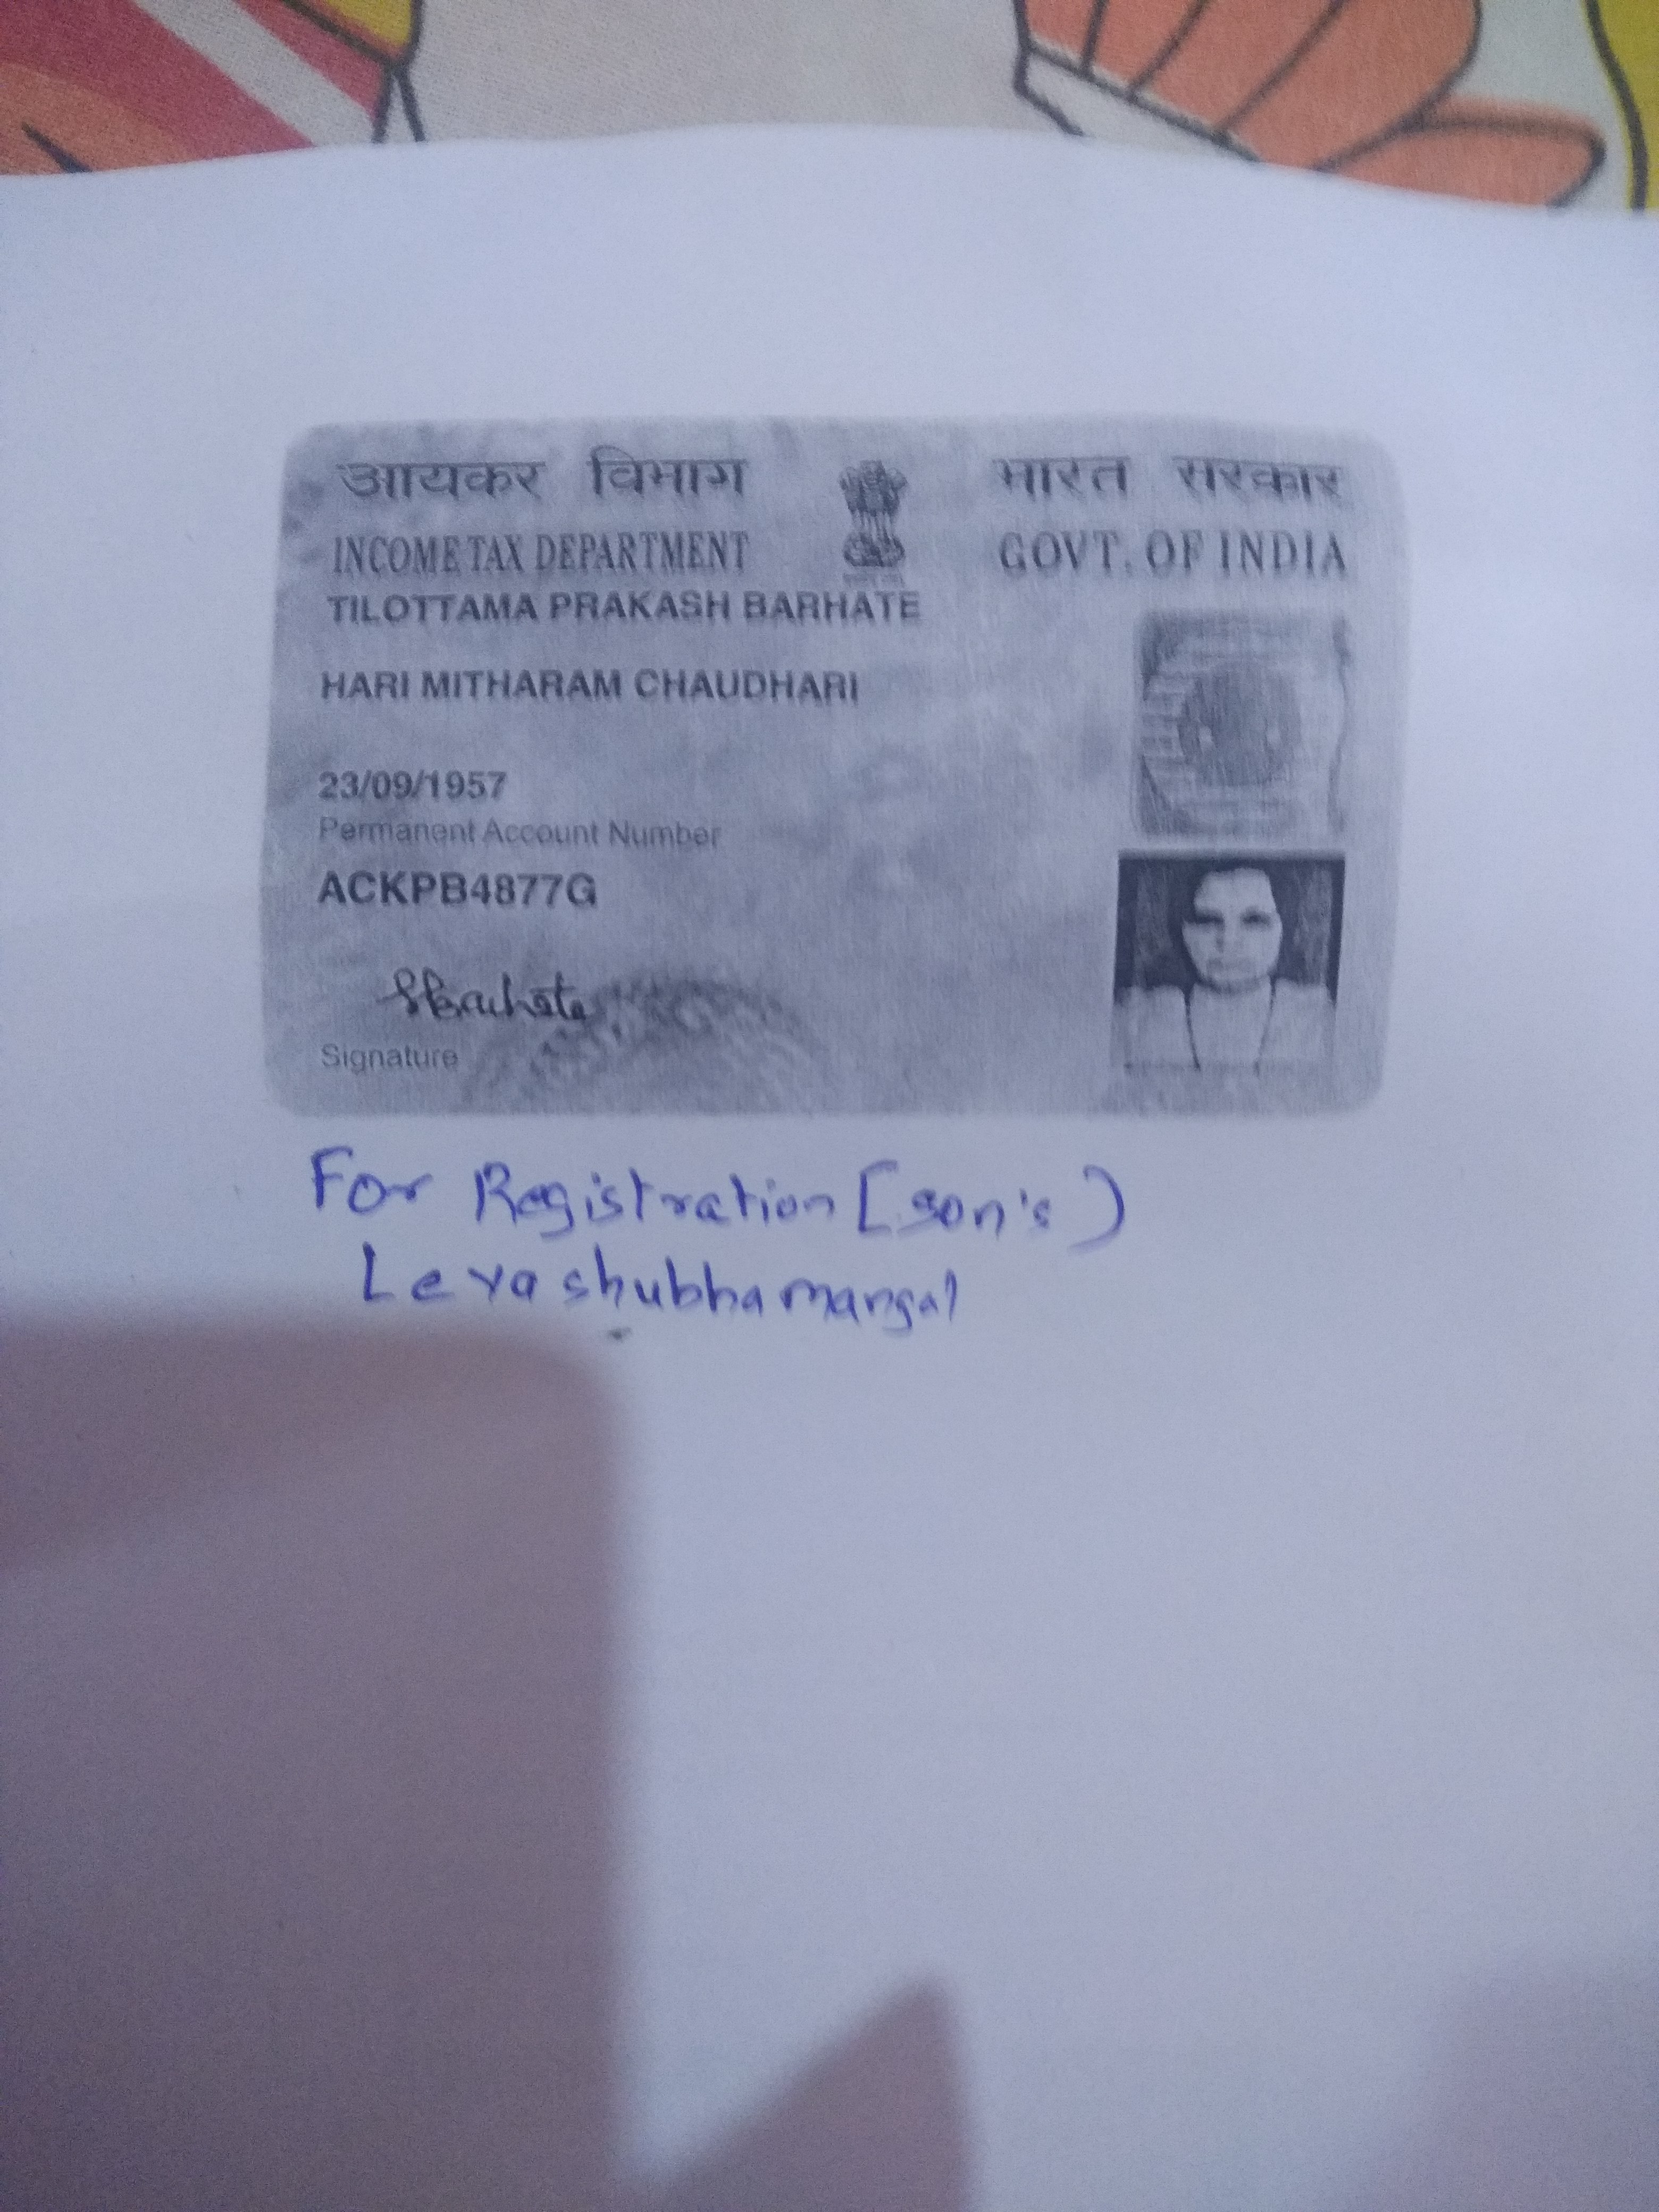 आयकर विभाग
भारत सरकार
INCOME TAX DEPARTMENT
GOVT. OF INDIA
TILOTTAMA PRAKASH BARHATE
HARI MITHARAM CHAUDHARI
23/09/1957
Permanent Account Number
ACKPB4877G
Signature
For Registration [son's)
Leva shubhamangal